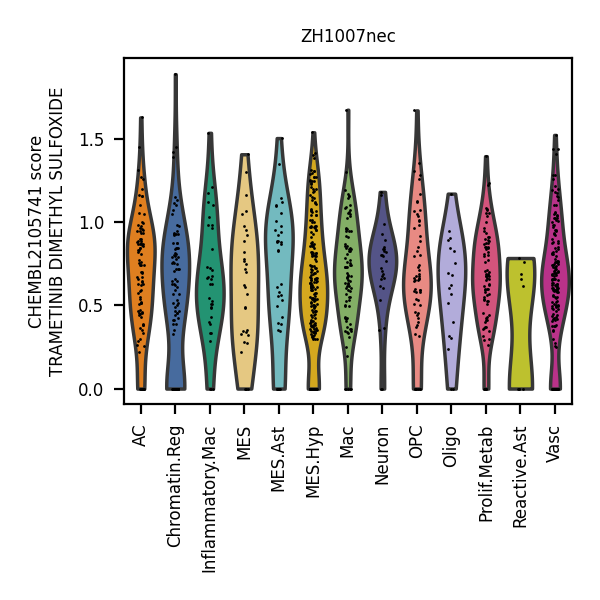 ZH1007nec
CHEMBL2105741 score
TRAMETINIB DIMETHYL SULFOXIDE
1.5
1.0
0.5
0.0
AC
Chromatin.Reg
Inflammatory.Mac
MES
MES.Ast
MES.Hyp
Mac
Neuron
OPC
Oligo
Prolif.Metab
Reactive.Ast
Vasc